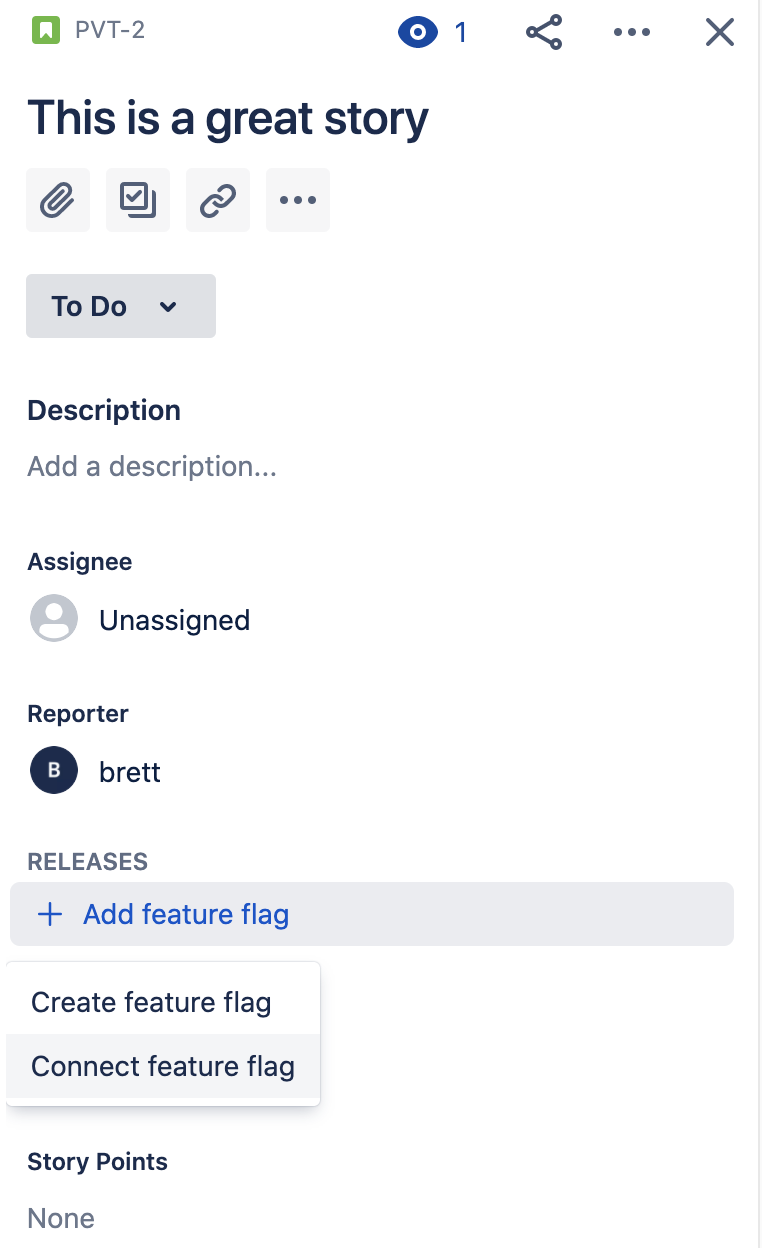 PVT-2
1
This is a great story
To Do
Description
Add a description...
Assignee
Unassigned
Reporter
B
brett
RELEASES
Add feature flag
Create feature flag
Connect feature flag
Story Points
None